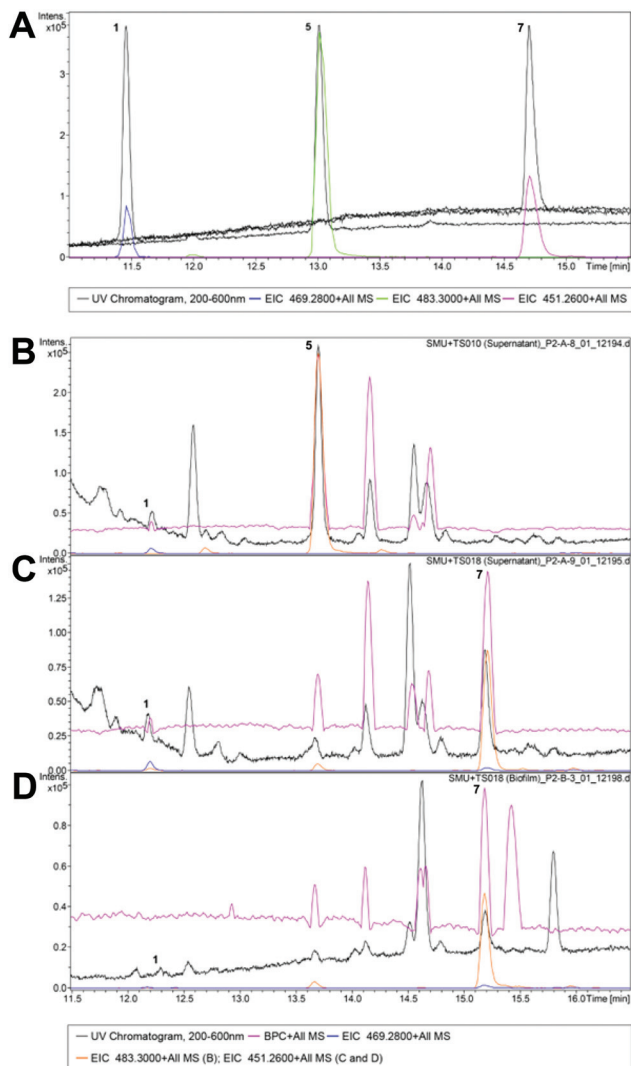 A
Intens.
x10⁵
1
5
7
3
2
1
0
11.5 12.0 12.5 13.0 13.5 14.0 14.5 15.0 Time [min]
UV Chromatogram, 200-600nm EIC 469.2800+All MS EIC 483.3000+All MS EIC 451.2600+All MS
B
Intens.
x10⁵
5
SMU+TS010 (Supernatant)_P2-A-8_01_12194.d
2.5
2.0
1.5
1.0
1
0.5
0.0
C
Intens.
x10⁵
SMU+TS018 (Supernatant)_P2-A-9_01_12195.d
7
1.25
1.00
0.75
0.50
1
0.25
0.00
D
Intens.
x10⁵
SMU+TS018 (Biofilm)_P2-B-3_01_12198.d
7
0.8
0.6
0.4
0.2
1
0.0
11.5 12.0 12.5 13.0 13.5 14.0 14.5 15.0 15.5 16.0 Time [min]
UV Chromatogram, 200-600nm BPC+All MS EIC 469.2800+All MS
EIC 483.3000+All MS (B); EIC 451.2600+All MS (C and D)